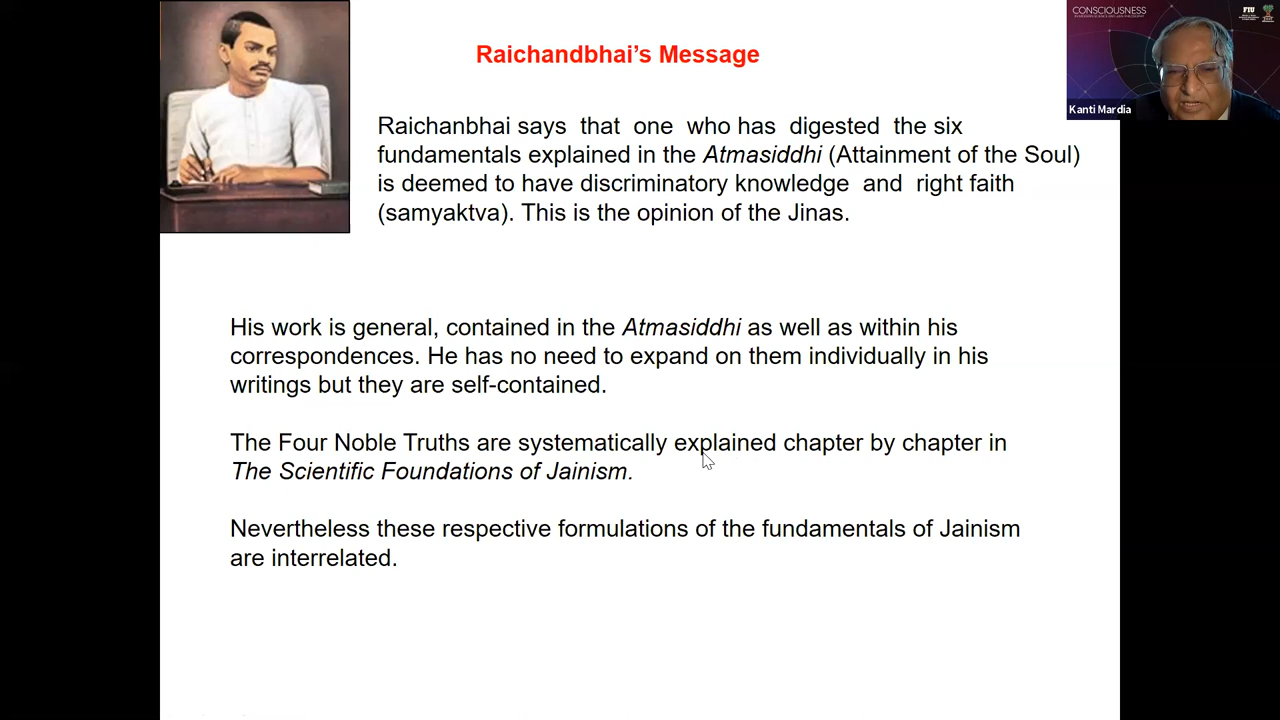 Raichandbhai’s Message
CONSCIOUSNESS
FIU
Kanti Mardia
Raichanbhai says that one who has digested the six
fundamentals explained in the Atmasiddhi (Attainment of the Soul)
is deemed to have discriminatory knowledge and right faith
(samyaktva). This is the opinion of the Jinas.
His work is general, contained in the Atmasiddhi as well as within his
correspondences. He has no need to expand on them individually in his
writings but they are self-contained.
The Four Noble Truths are systematically explained chapter by chapter in
The Scientific Foundations of Jainism.
Nevertheless these respective formulations of the fundamentals of Jainism
are interrelated.